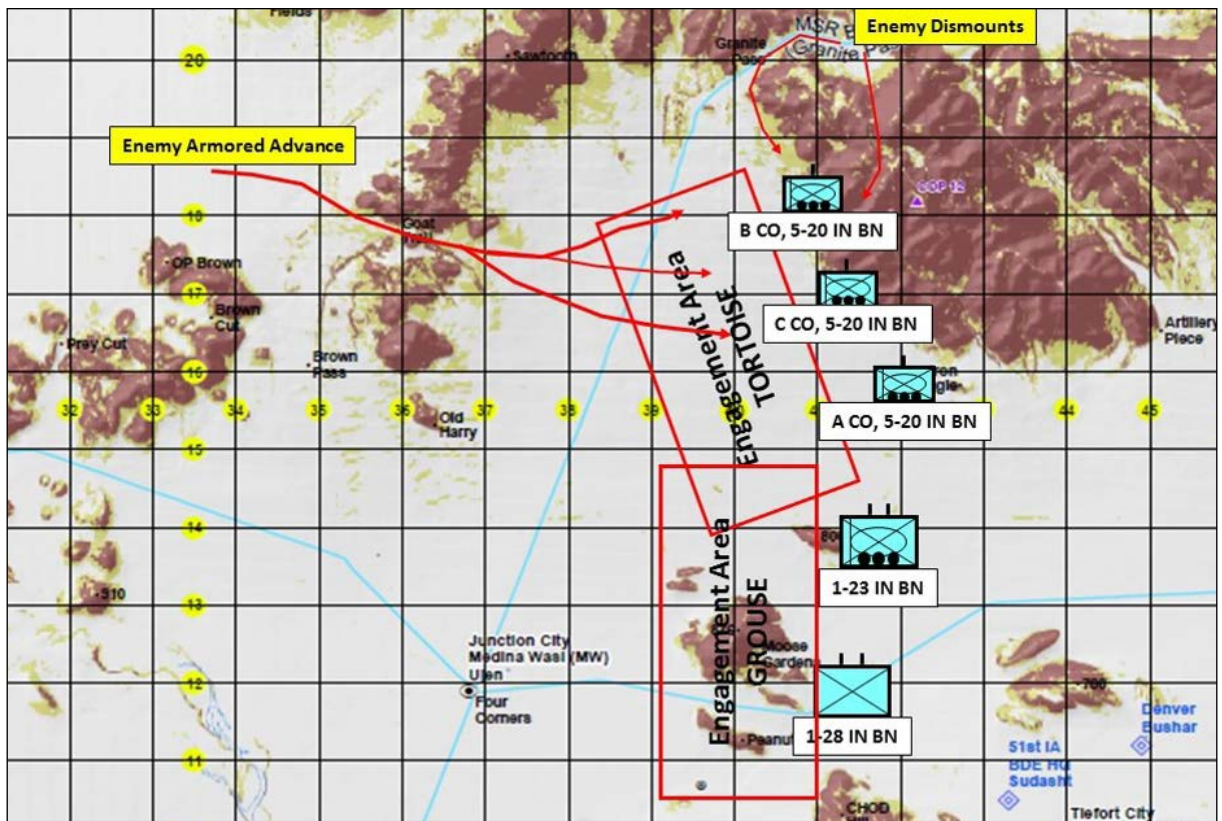 Fields
MSR B
Enemy Dismounts
Granite
Pass
Granite Pass
20
Sawtooth
Enemy Armored Advance
18
COP 12
B CO, 5-20 IN BN
Goat
OP Brown
17
Brown
Cut
C CO, 5-20 IN BN
Engagement Area
TORTOISE
Artillery
Piece
Prey Cut
Brown
Pass
16
32
33
34
35
36
37
38
39
44
45
Old
Harry
A CO, 5-20 IN BN
15
14
1-23 IN BN
910
13
Engagement Area
GROUSE
Junction City
Medina Wasl (MW)
Ujen
Moose
Gardens
12
Four
Corners
700
Denver
Bushar
1-28 IN BN
Peanut
11
51st IA
BDE HQ
Sudasht
CHOD
Tiefort City